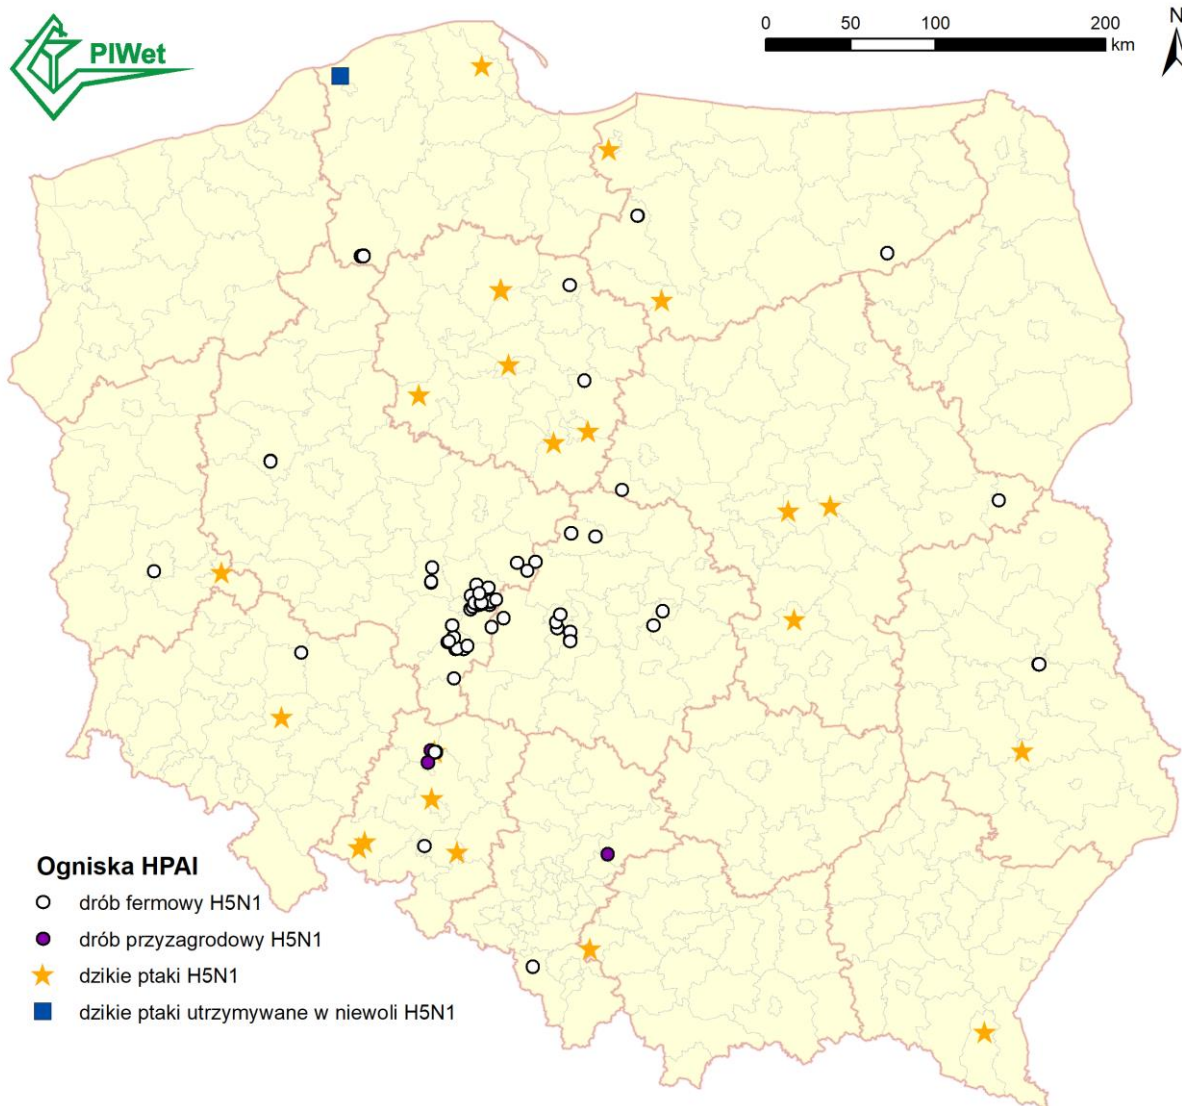 PIWet
0 50 100 200
km
N
Ogniska HPAI
drób fermowy H5N1
drób przyzagrodowy H5N1
dzikie ptaki H5N1
dzikie ptaki utrzymywane w niewoli H5N1